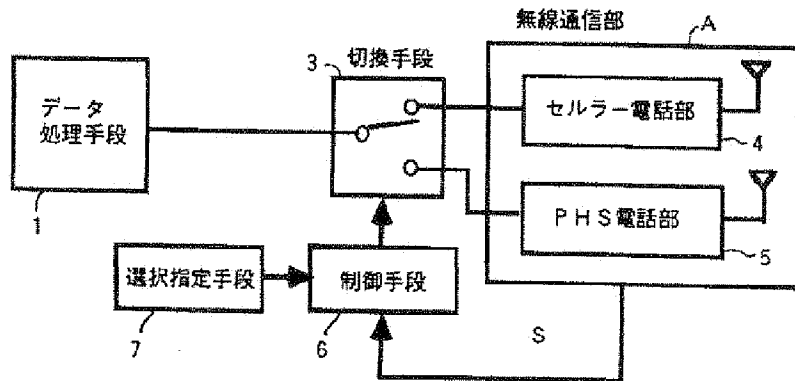 無線通信部
A
3
切換手段
データ
処理手段
1
セルラー電話部
4
PHS電話部
5
選択指定手段
7
制御手段
6
S